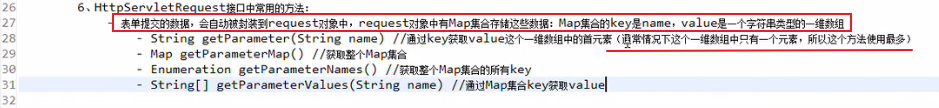 26 6、HttpServletRequest接口中常用的方法:
27 - 表单提交的数据，会自动被封装到request对象中，request对象中有Map集合存储这些数据：Map集合的key是name，value是一个字符串类型的一维数组
28 - String getParameter(String name) //通过key获取value这个一维数组中的首元素（通常情况下这个一维数组中只有一个元素，所以这个方法使用最多）
29 - Map getParameterMap() //获取整个Map集合
30 - Enumeration getParameterNames() //获取整个Map集合的所有key
31 - String[] getParameterValues(String name) //通过Map集合key获取value
32